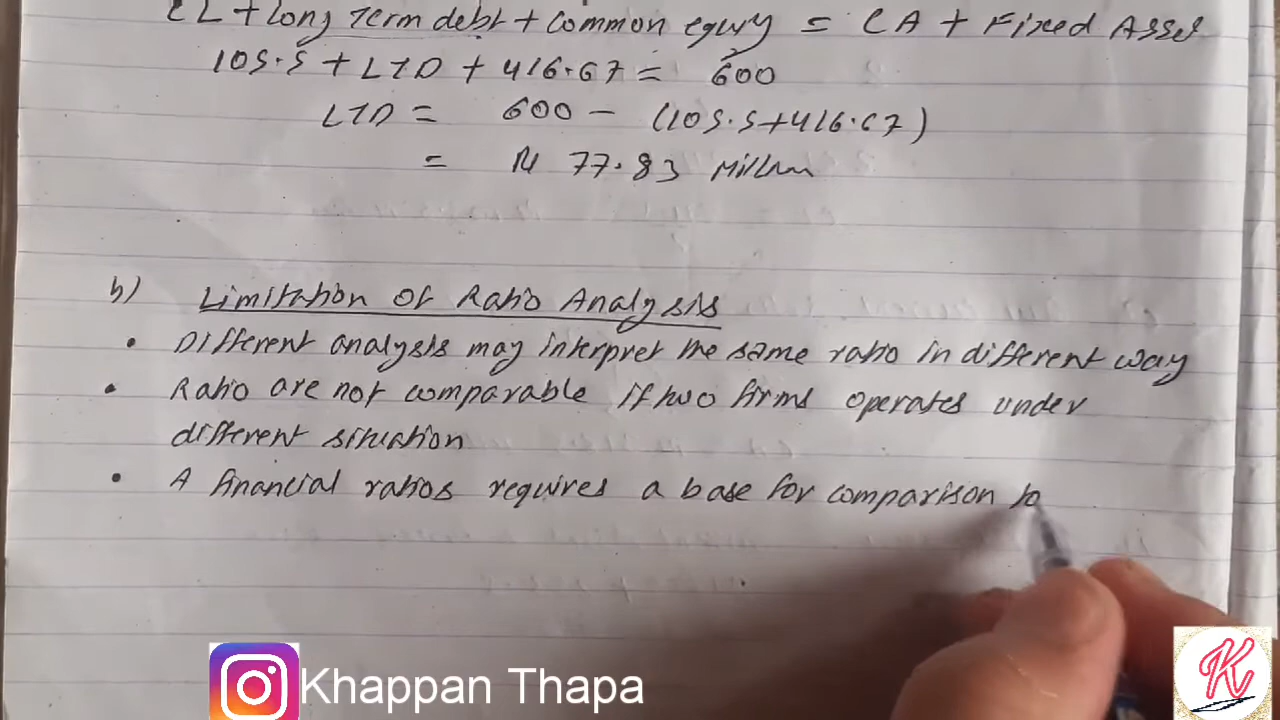 CL + Long Term debt + Common equity = CA + Fixed Asset
105.5 + LTD + 416.67 = 600
LTD = 600 - (105.5+416.67)
= Rs 77.83 Million
b) Limitation of Ratio Analysis
• Different analysis may interpret the same ratio in different way
• Ratio are not comparable if two firms operates under
different situation
• A financial ratios requires a base for comparison to
Khappan Thapa
K